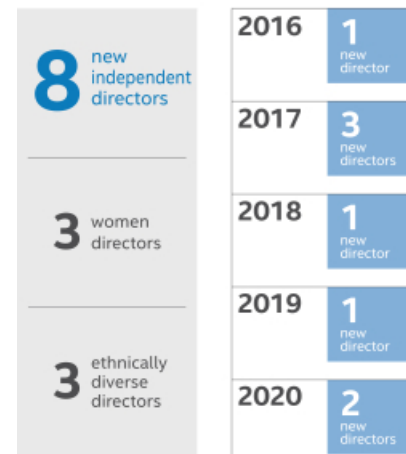 8
new
independent
directors
3
women
directors
3
ethnically
diverse
directors
2016
1
new
director
2017
3
new
directors
2018
1
new
director
2019
1
new
director
2020
2
new
directors